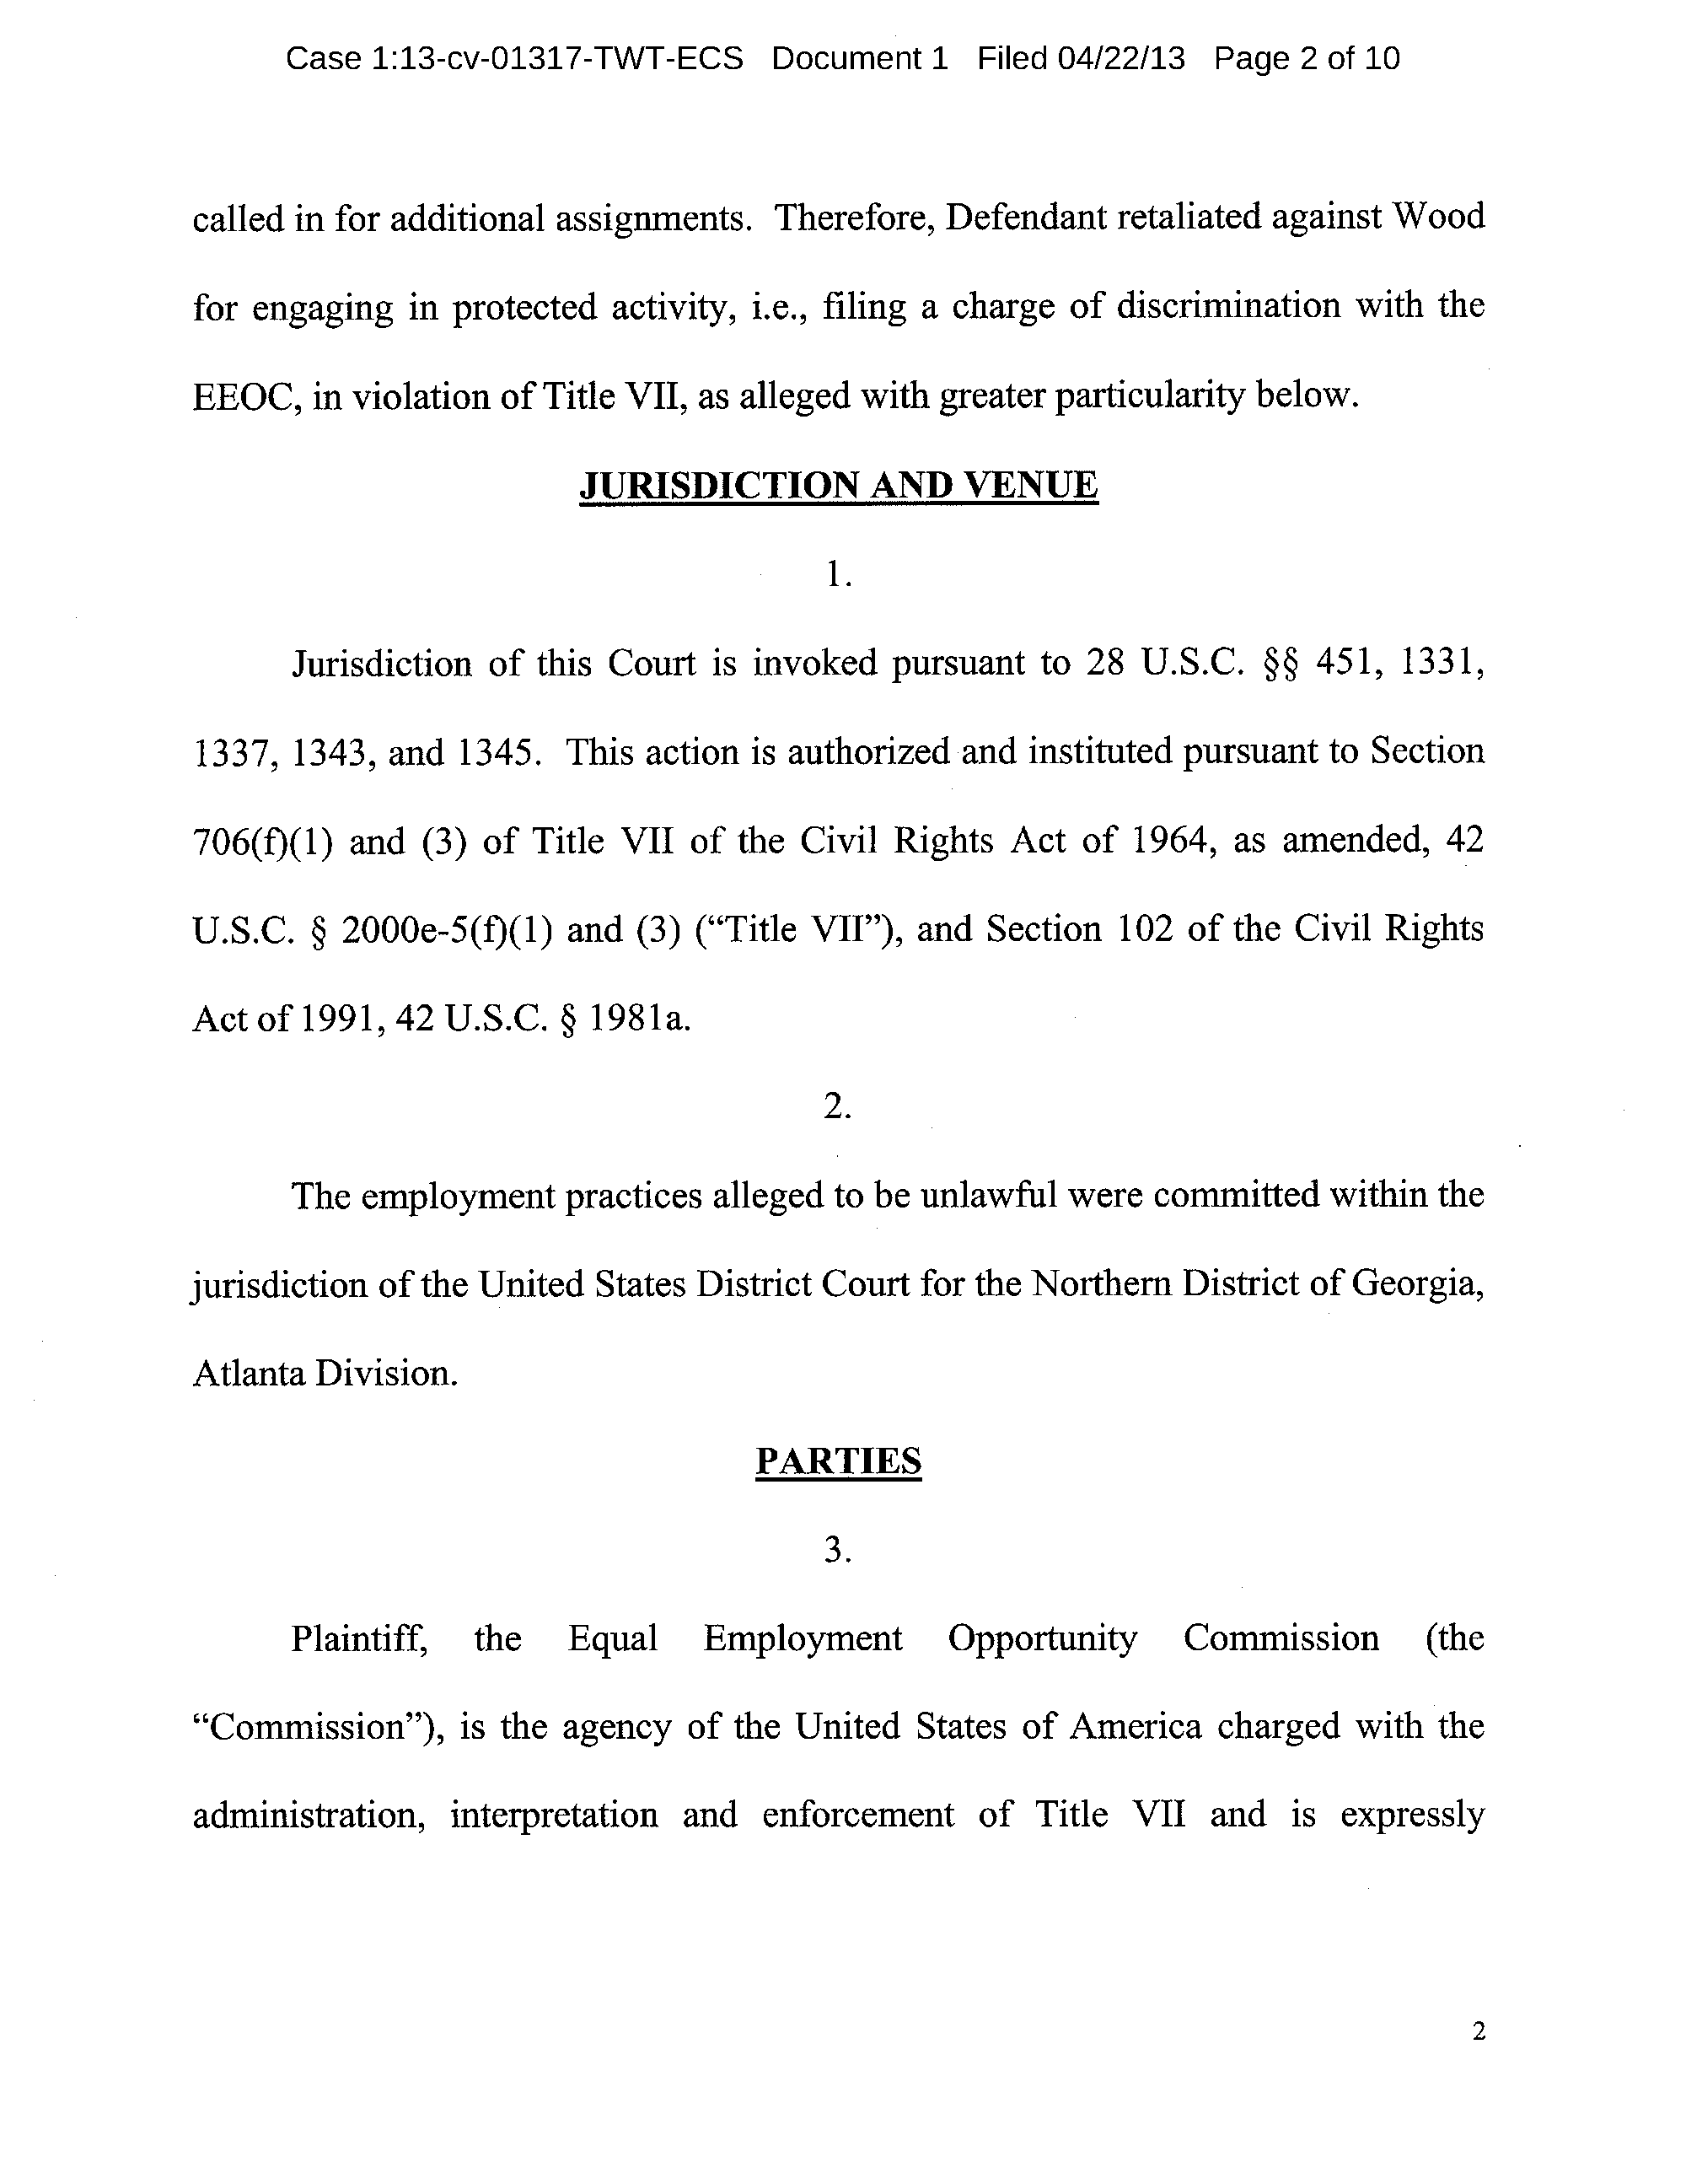 Case 1:13-cv-01317-TWT-ECS Document 1 Filed 04/22/13 Page 2 of 10
called in for additional assignments. Therefore, Defendant retaliated against Wood
for engaging in protected activity, i.e., filing a charge of discrimination with the
EEOC, in violation of Title VII, as alleged with greater particularity below.
JURISDICTION AND VENUE
1.
Jurisdiction of this Court is invoked pursuant to 28 U.S.C. §§ 451, 1331,
1337, 1343, and 1345. This action is authorized and instituted pursuant to Section
706(f)(1) and (3) of Title VII of the Civil Rights Act of 1964, as amended, 42
U.S.C. § 2000e-5(f)(1) and (3) (“Title VII”), and Section 102 of the Civil Rights
Act of 1991, 42 U.S.C. § 1981a.
2.
The employment practices alleged to be unlawful were committed within the
jurisdiction of the United States District Court for the Northern District of Georgia,
Atlanta Division.
PARTIES
3.
Plaintiff, the Equal Employment Opportunity Commission (the
“Commission”), is the agency of the United States of America charged with the
administration, interpretation and enforcement of Title VII and is expressly
2